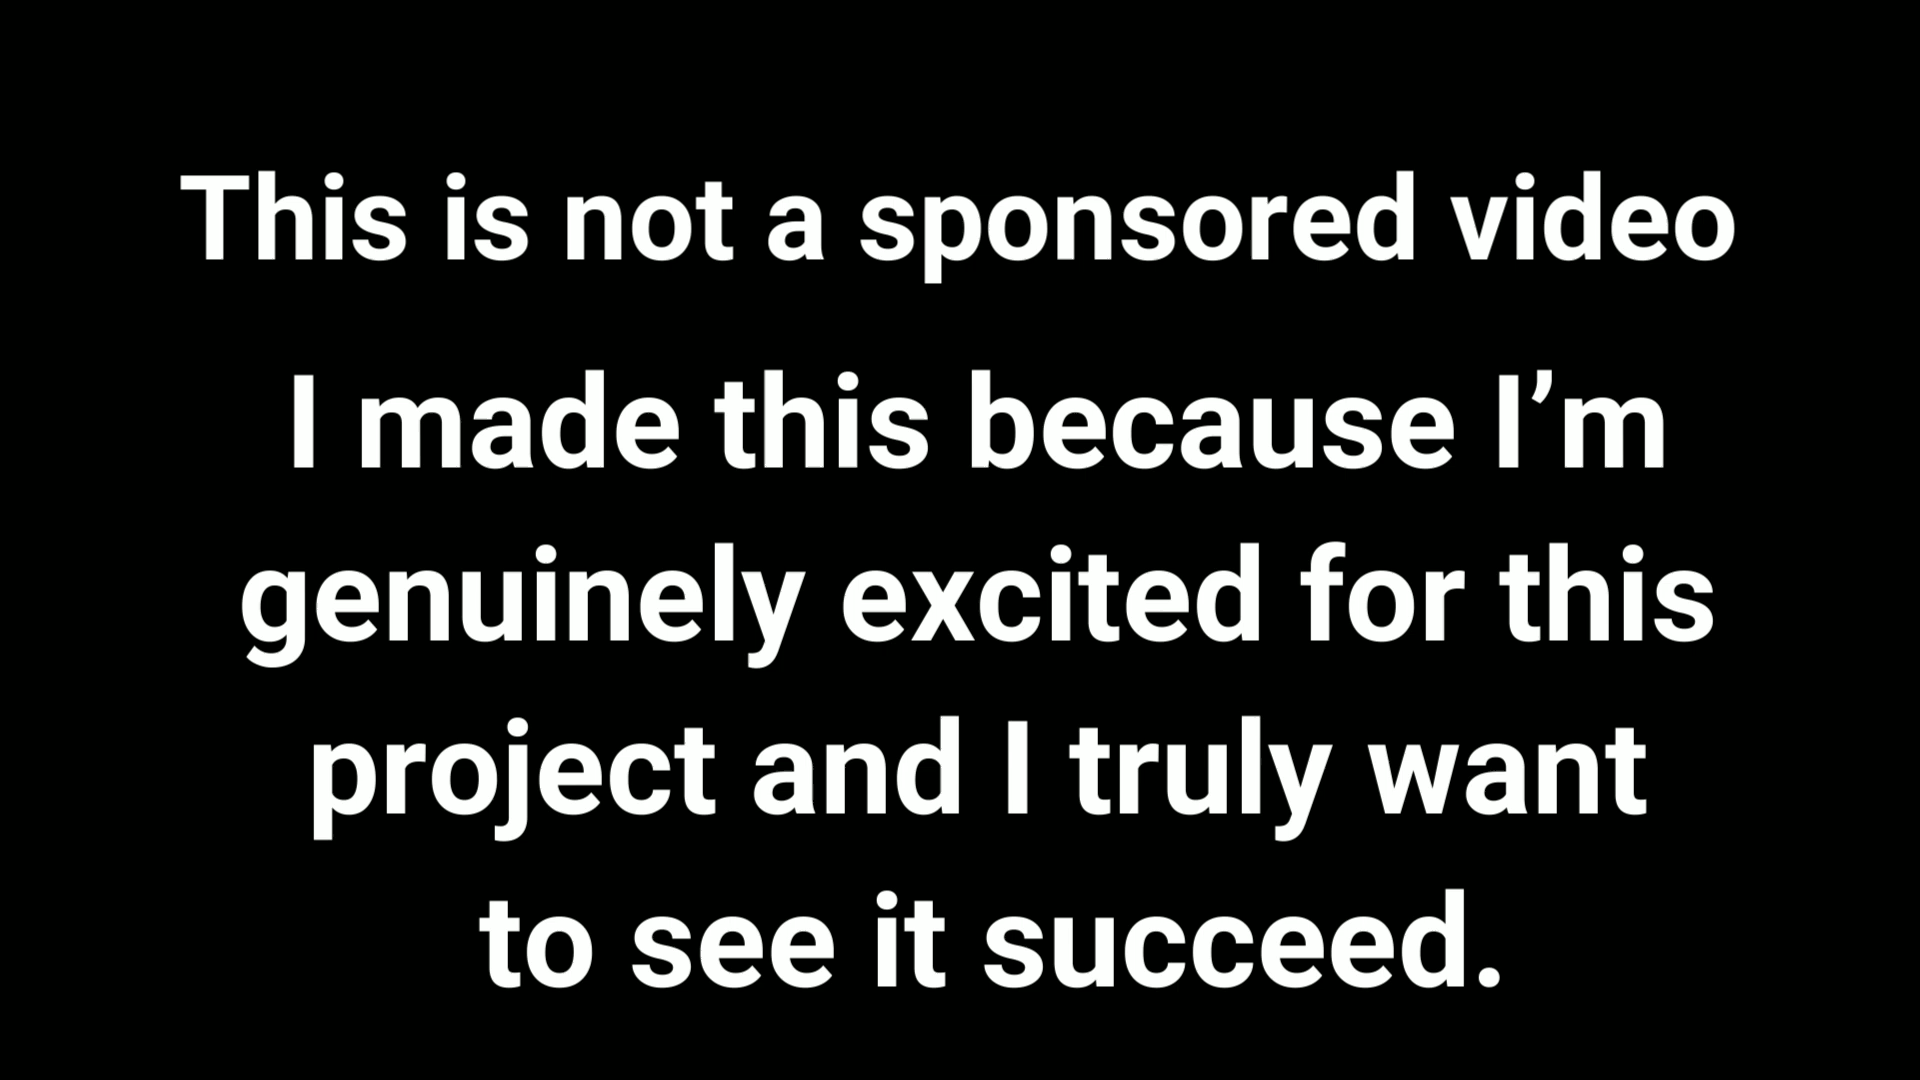 This is not a sponsored video
I made this because I’m
genuinely excited for this
project and I truly want
to see it succeed.